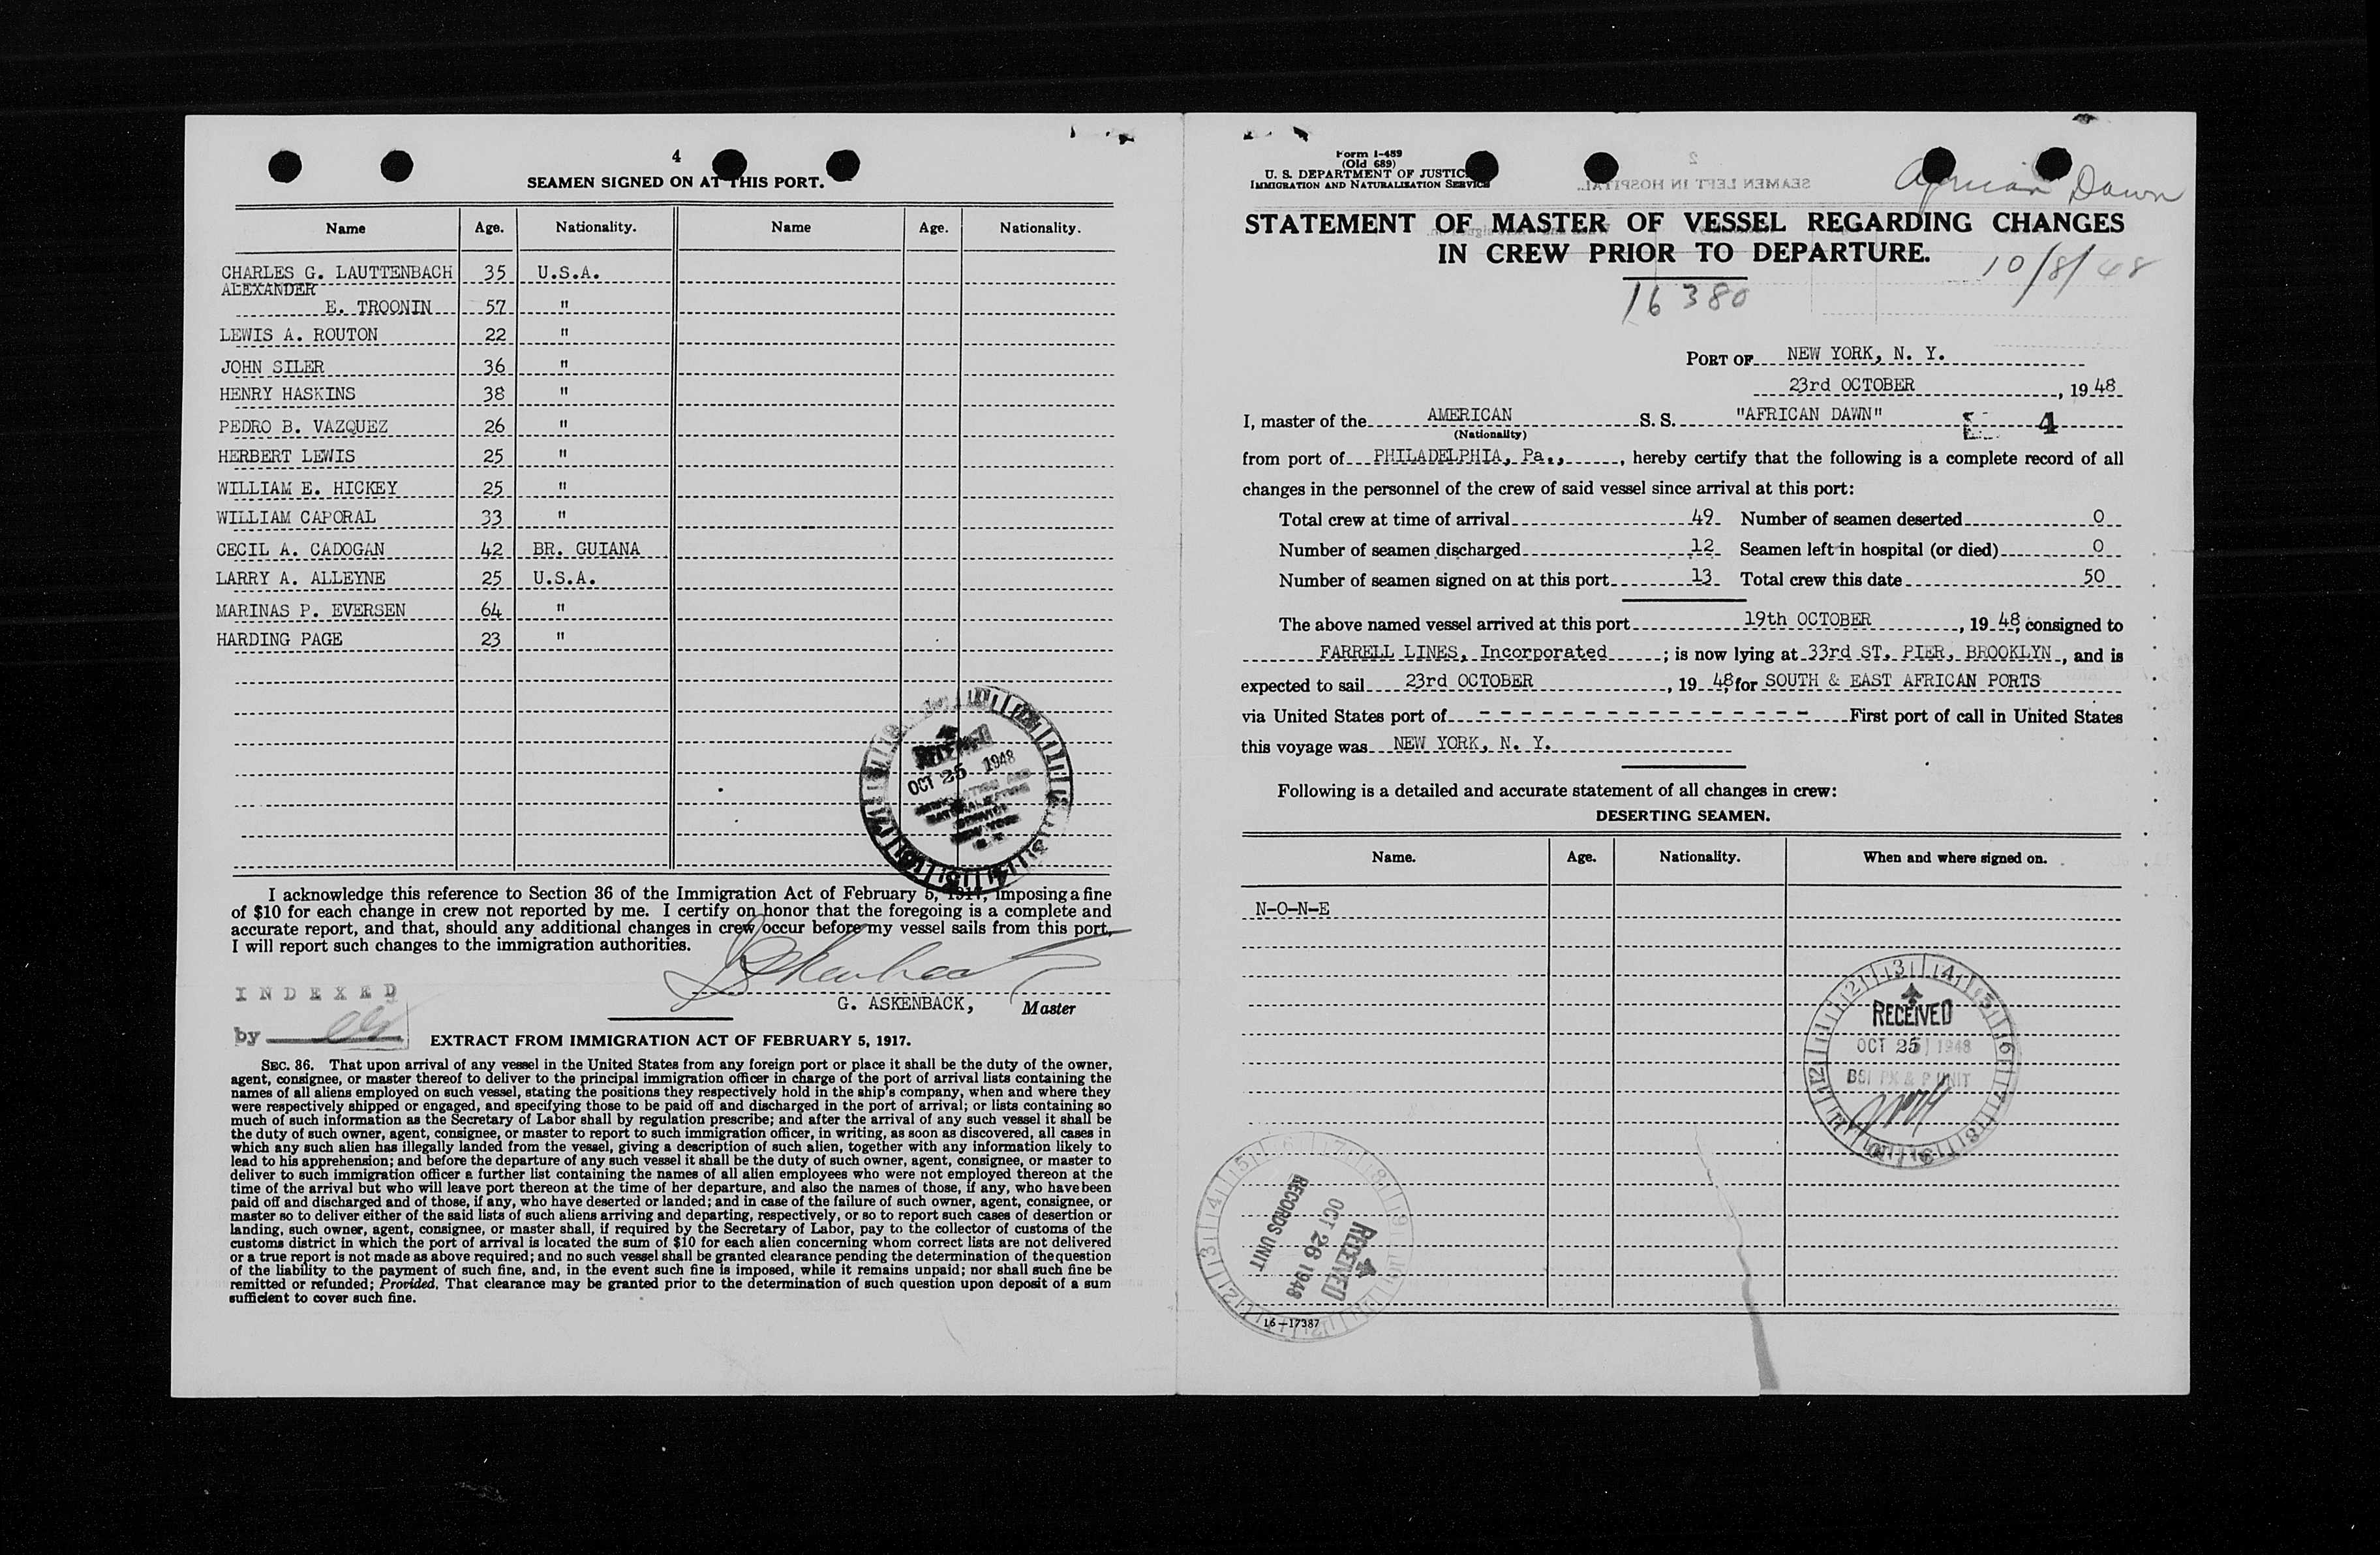 4
SEAMEN SIGNED ON AT THIS PORT.
Name Age. Nationality. Name Age. Nationality.
CHARLES G. LAUTTENBACH 35 U.S.A.
ALEXANDER
E. TROONIN 57 "
LEWIS A. ROUTON 22 "
JOHN SILER 36 "
HENRY HASKINS 38 "
PEDRO B. VAZQUEZ 26 "
HERBERT LEWIS 25 "
WILLIAM E. HICKEY 25 "
WILLIAM CAPORAL 33 "
CECIL A. CADOGAN 42 BR. GUIANA
LARRY A. ALLEYNE 25 U.S.A.
MARINAS P. EVERSEN 64 "
HARDING PAGE 23 "
RECEIVED
OCT 25 1948
I acknowledge this reference to Section 36 of the Immigration Act of February 5, 1917, imposing a fine
of $10 for each change in crew not reported by me. I certify on honor that the foregoing is a complete and
accurate report, and that, should any additional changes in crew occur before my vessel sails from this port,
I will report such changes to the immigration authorities.
G. ASKENBACK, Master
INDEXED
by
EXTRACT FROM IMMIGRATION ACT OF FEBRUARY 5, 1917.
SEC. 36. That upon arrival of any vessel in the United States from any foreign port or place it shall be the duty of the owner,
agent, consignee, or master thereof to deliver to the principal immigration officer in charge of the port of arrival lists containing the
names of all aliens employed on such vessel, stating the positions they respectively hold in the ship's company, when and where they
were respectively shipped or engaged, and specifying those to be paid off and discharged in the port of arrival; or lists containing so
much of such information as the Secretary of Labor shall by regulation prescribe; and after the arrival of any such vessel it shall be
the duty of such owner, agent, consignee, or master to report to such immigration officer, in writing, as soon as discovered, all cases in
which any such alien has illegally landed from the vessel, giving a description of such alien, together with any information likely to
lead to his apprehension; and before the departure of any such vessel it shall be the duty of such owner, agent, consignee, or master to
deliver to such immigration officer a further list containing the names of all alien employees who were not employed thereon at the
time of the arrival but who will leave port thereon at the time of her departure, and also the names of those, if any, who have been
paid off and discharged and of those, if any, who have deserted or landed; and in case of the failure of such owner, agent, consignee, or
master so to deliver either of the said lists of such aliens arriving and departing, respectively, or so to report such cases of desertion or
landing, such owner, agent, consignee, or master shall, if required by the Secretary of Labor, pay to the collector of customs of the
customs district in which the port of arrival is located the sum of $10 for each alien concerning whom correct lists are not delivered
or a true report is not made as above required; and no such vessel shall be granted clearance pending the determination of the question
of the liability to the payment of such fine, and, in the event such fine is imposed, while it remains unpaid; nor shall such fine be
remitted or refunded; Provided, That clearance may be granted prior to the determination of such question upon deposit of a sum
sufficient to cover such fine.
Form I-489
(Old 689)
U. S. DEPARTMENT OF JUSTICE
IMMIGRATION AND NATURALIZATION SERVICE
African Dawn
STATEMENT OF MASTER OF VESSEL REGARDING CHANGES
IN CREW PRIOR TO DEPARTURE.
10/8/48
16380
PORT OF NEW YORK, N. Y.
23rd OCTOBER, 1948
I, master of the AMERICAN S. S. "AFRICAN DAWN" 4
(Nationality)
from port of PHILADELPHIA, Pa., , hereby certify that the following is a complete record of all
changes in the personnel of the crew of said vessel since arrival at this port:
Total crew at time of arrival 49 Number of seamen deserted 0
Number of seamen discharged 12 Seamen left in hospital (or died) 0
Number of seamen signed on at this port 13 Total crew this date 50
The above named vessel arrived at this port 19th OCTOBER, 1948, consigned to
FARRELL LINES, Incorporated; is now lying at 33rd ST. PIER, BROOKLYN, and is
expected to sail 23rd OCTOBER, 1948, for SOUTH & EAST AFRICAN PORTS
via United States port of - - - - - - - - - - - - - - - - - - First port of call in United States
this voyage was NEW YORK, N. Y.
Following is a detailed and accurate statement of all changes in crew:
DESERTING SEAMEN.
Name. Age. Nationality. When and where signed on.
N-O-N-E
RECEIVED
OCT 25 1948
RECEIVED
OCT 26 1948
RECORDS UNIT
16-17387